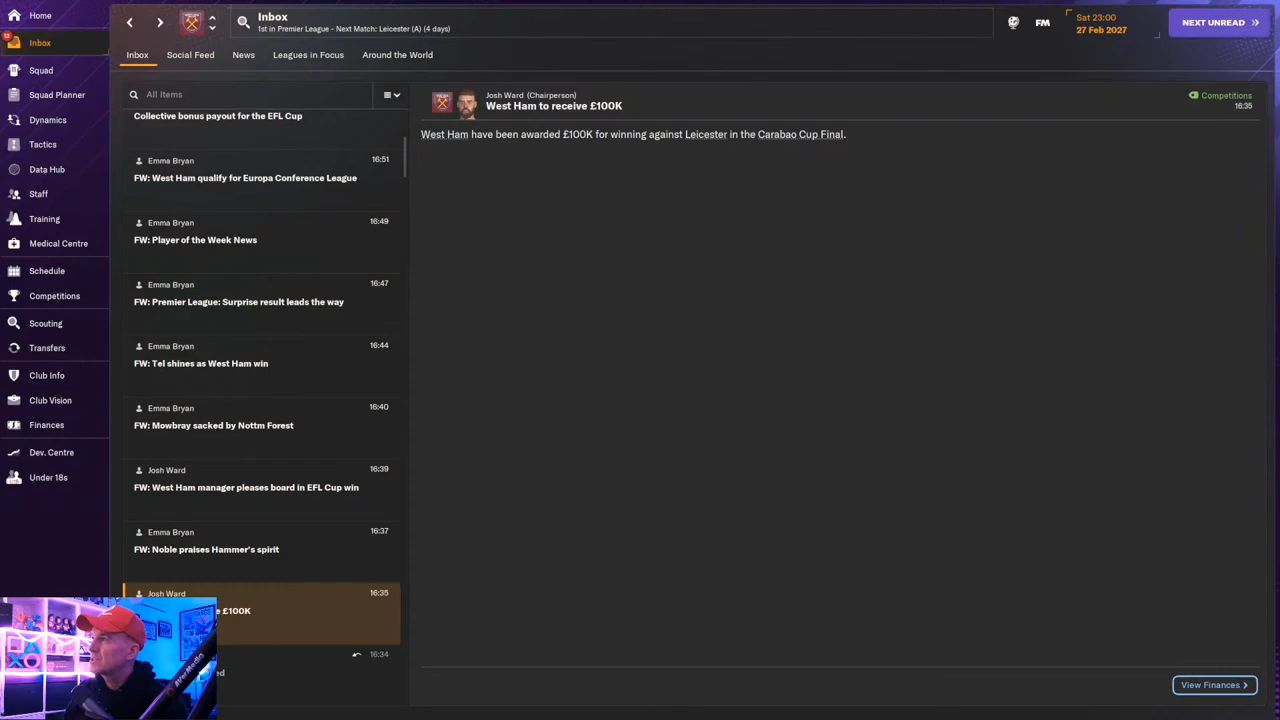 Home
13
Inbox
Squad
Squad Planner
Dynamics
Tactics
Data Hub
Staff
Training
Medical Centre
Schedule
Competitions
Scouting
Transfers
Club Info
Club Vision
Finances
Dev. Centre
Under 18s
Inbox
1st in Premier League - Next Match: Leicester (A) (4 days)
FM
Sat 23:00
27 Feb 2027
NEXT UNREAD
Inbox
Social Feed
News
Leagues in Focus
Around the World
All Items
Collective bonus payout for the EFL Cup
Emma Bryan
16:51
FW: West Ham qualify for Europa Conference League
Emma Bryan
16:49
FW: Player of the Week News
Emma Bryan
16:47
FW: Premier League: Surprise result leads the way
Emma Bryan
16:44
FW: Tel shines as West Ham win
Emma Bryan
16:40
FW: Mowbray sacked by Nottm Forest
Josh Ward
16:39
FW: West Ham manager pleases board in EFL Cup win
Emma Bryan
16:37
FW: Noble praises Hammer's spirit
Josh Ward
16:35
£100K
16:34
Josh Ward (Chairperson)
West Ham to receive £100K
Competitions
16:35
West Ham have been awarded £100K for winning against Leicester in the Carabao Cup Final.
View Finances
AVerMedia